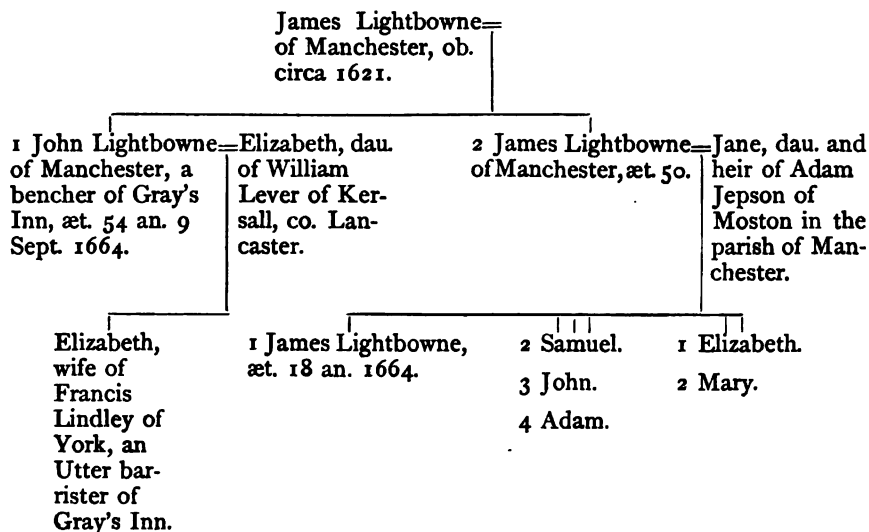 James Lightbowne=
of Manchester, ob.
circa 1621.
1 John Lightbowne=
of Manchester, a
bencher of Gray's
Inn, æt. 54 an. 9
Sept. 1664.
Elizabeth, dau.
of William
Lever of Ker-
sall, co. Lan-
caster.
2 James Lightbowne=
of Manchester, æt. 50.
Jane, dau. and
heir of Adam
Jepson of
Moston in the
parish of Man-
chester.
Elizabeth,
wife of
Francis
Lindley of
York, an
Utter bar-
rister of
Gray's Inn.
1 James Lightbowne,
æt. 18 an. 1664.
2 Samuel.
3 John.
4 Adam.
1 Elizabeth.
2 Mary.